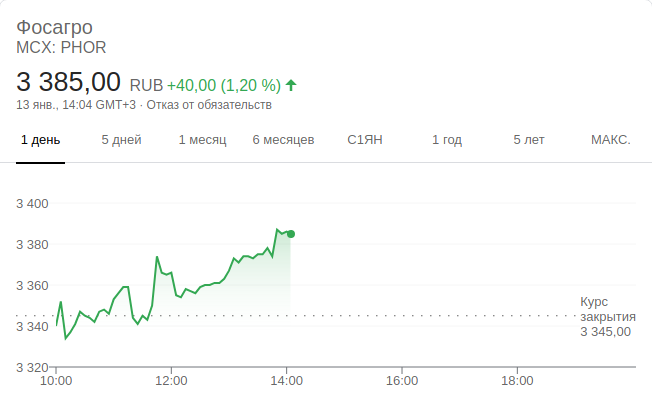 Фосагро
MCX: PHOR
3 385,00 RUB +40,00 (1,20 %)
13 янв., 14:04 GMT+3 · Отказ от обязательств
1 день 5 дней 1 месяц 6 месяцев С1ЯН 1 год 5 лет МАКС.
3 400
3 380
3 360
3 340
3 320
Курс
закрытия
3 345,00
10:00 12:00 14:00 16:00 18:00